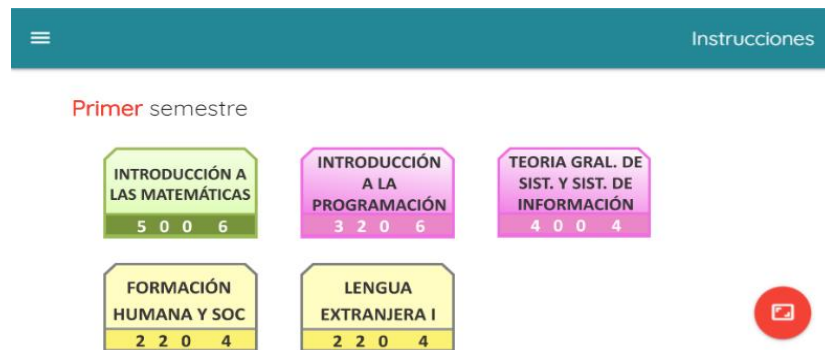 Instrucciones
Primer semestre
INTRODUCCIÓN A
LAS MATEMÁTICAS
5 0 0 6
INTRODUCCIÓN
A LA
PROGRAMACIÓN
3 2 0 6
TEORIA GRAL. DE
SIST. Y SIST. DE
INFORMACIÓN
4 0 0 4
FORMACIÓN
HUMANA Y SOC
2 2 0 4
LENGUA
EXTRANJERA I
2 2 0 4